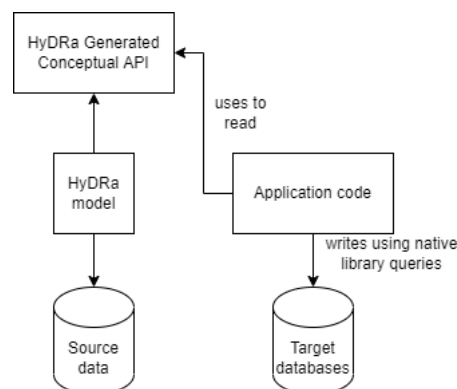 HyDRa Generated
Conceptual API
uses to
read
HyDRa
model
Application code
writes using native
library queries
Source
data
Target
databases